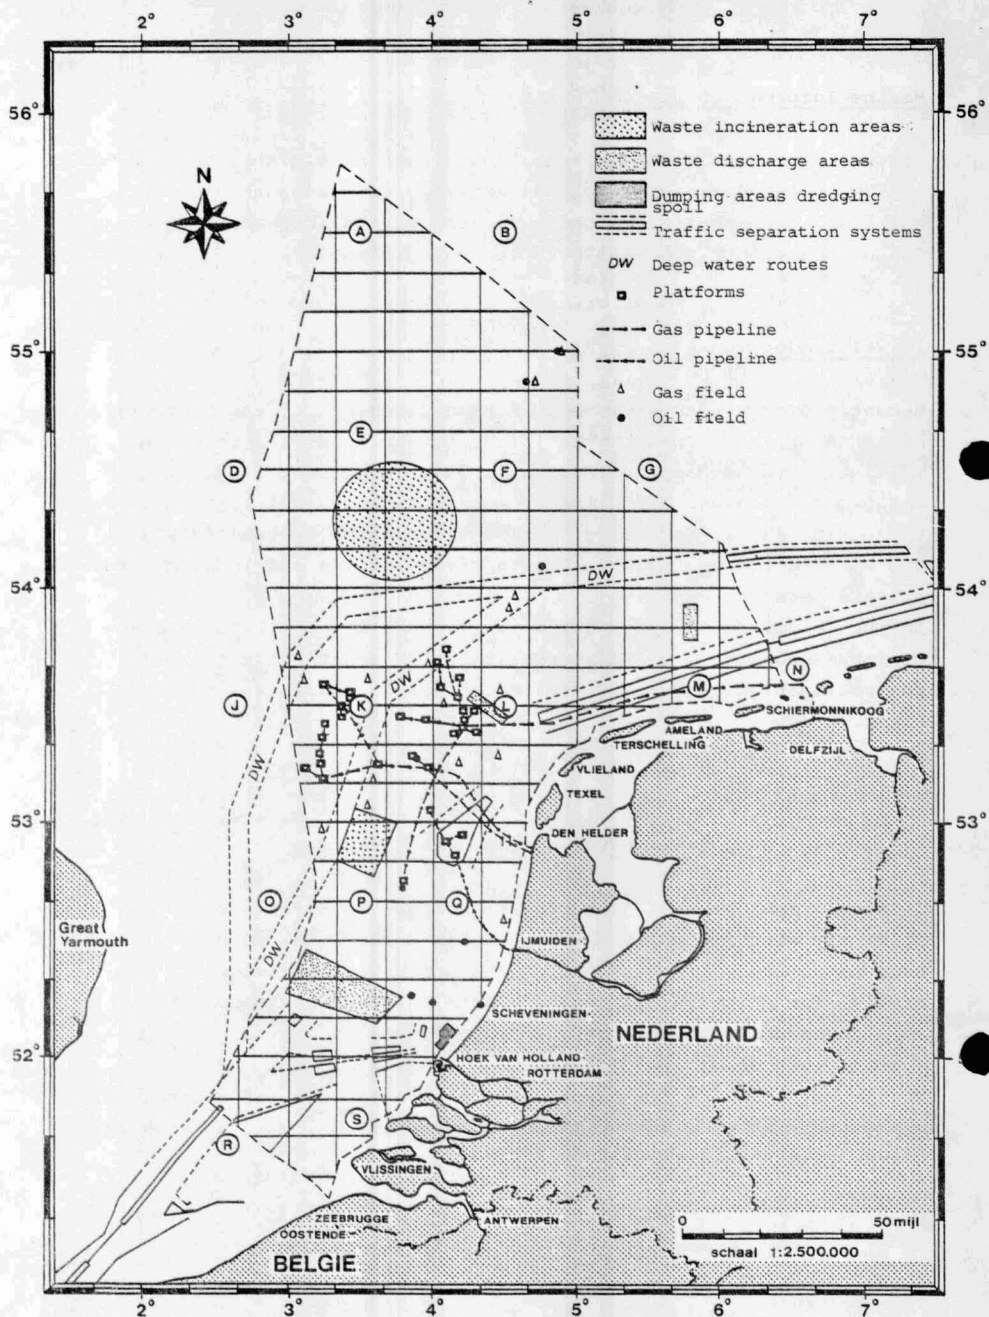 2° 3° 4° 5° 6° 7°
56° 56°
Waste incineration areas
Waste discharge areas
N
Dumping areas dredging
spoil
A B
Traffic separation systems
DW Deep water routes
Platforms
Gas pipeline
55° 55°
Oil pipeline
Gas field
Oil field
E
D F G
DW
54° 54°
DW
M N
J K L
SCHIERMONNIKOOG
AMELAND
TERSCHELLING DELFZIJL
DW
VLIELAND
TEXEL
53° 53°
DEN HELDER
O P Q
Great
Yarmouth
IJMUIDEN
DW
SCHEVENINGEN
NEDERLAND
52° 52°
HOEK VAN HOLLAND
ROTTERDAM
S
R
VLISSINGEN
ZEEBRUGGE ANTWERPEN
OOSTENDE
0 50 mijl
schaal 1:2.500.000
BELGIE
2° 3° 4° 5° 6° 7°